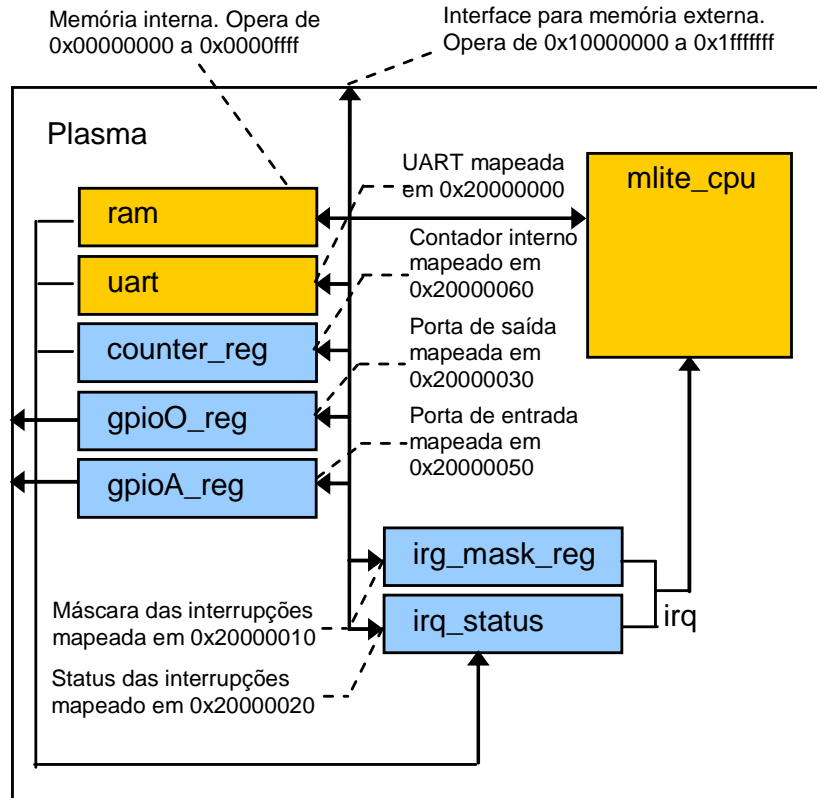 Memória interna. Opera de
0x00000000 a 0x0000ffff
Interface para memória externa.
Opera de 0x10000000 a 0x1fffffff
Plasma
UART mapeada
em 0x20000000
mlite_cpu
ram
Contador interno
mapeado em
0x20000060
uart
counter_reg
Porta de saída
mapeada em
0x20000030
gpioO_reg
Porta de entrada
mapeada em
0x20000050
gpioA_reg
irg_mask_reg
Máscara das interrupções
mapeada em 0x20000010
irq_status
irq
Status das interrupções
mapeado em 0x20000020